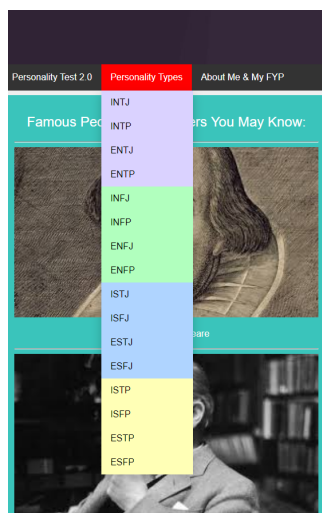 Personality Test 2.0 Personality Types About Me & My FYP
INTJ
Famous Peo ers You May Know:
INTP
ENTJ
ENTP
INFJ
INFP
ENFJ
ENFP
ISTJ
ISFJ
ESTJ
eare
ESFJ
ISTP
ISFP
ESTP
ESFP